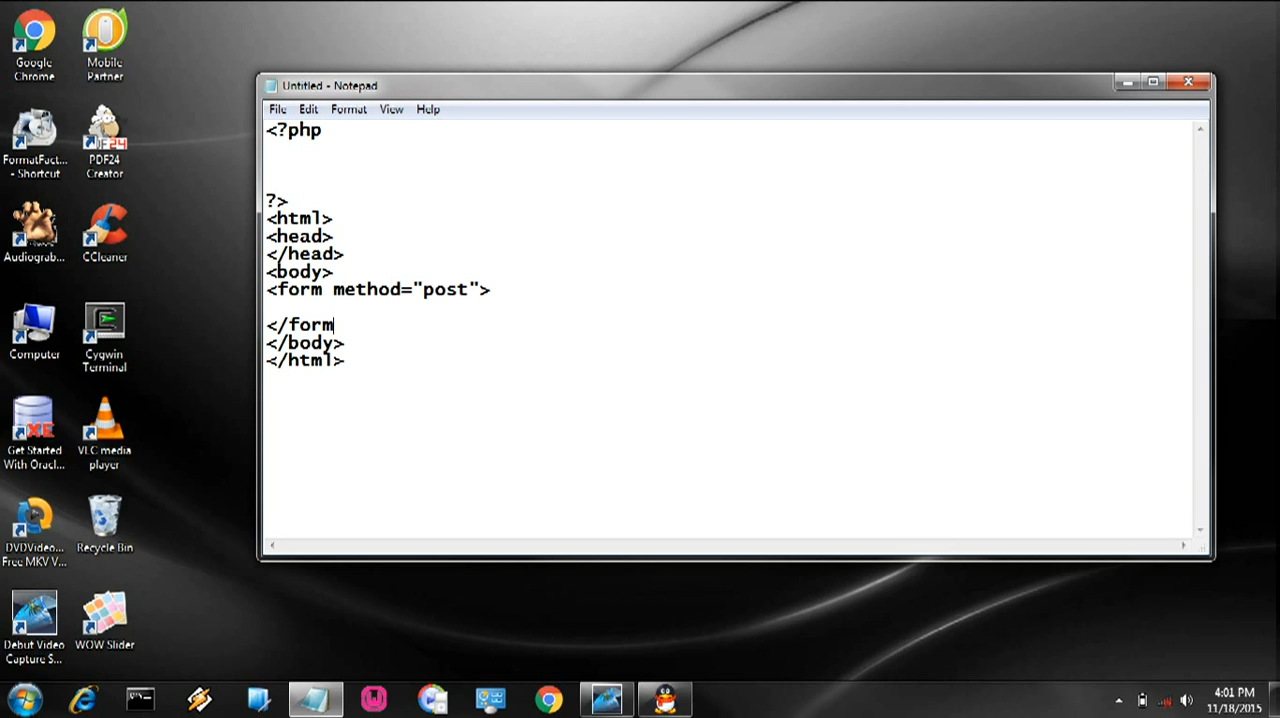 Google
Chrome
Mobile
Partner
FormatFact...
- Shortcut
PDF24
Creator
Audiograb...
CCleaner
Computer
Cygwin
Terminal
Get Started
With Oracl...
VLC media
player
DVDVideo...
Free MKV V...
Recycle Bin
Debut Video
Capture S...
WOW Slider
Untitled - Notepad
File Edit Format View Help
<?php
?>
<html>
<head>
</head>
<body>
<form method="post">
</form
</body>
</html>
4:01 PM
11/18/2015